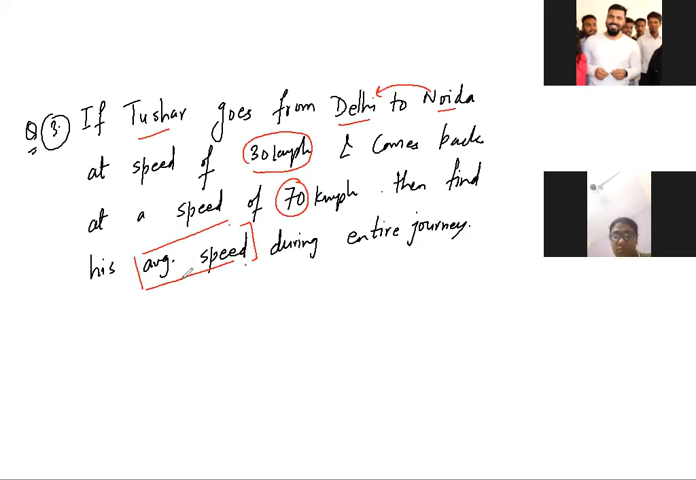 Q 3. If Tushar goes from Delhi to Noida
at speed of 30 kmph & comes back
at a speed of 70 kmph. then find
his avg. speed during entire journey.